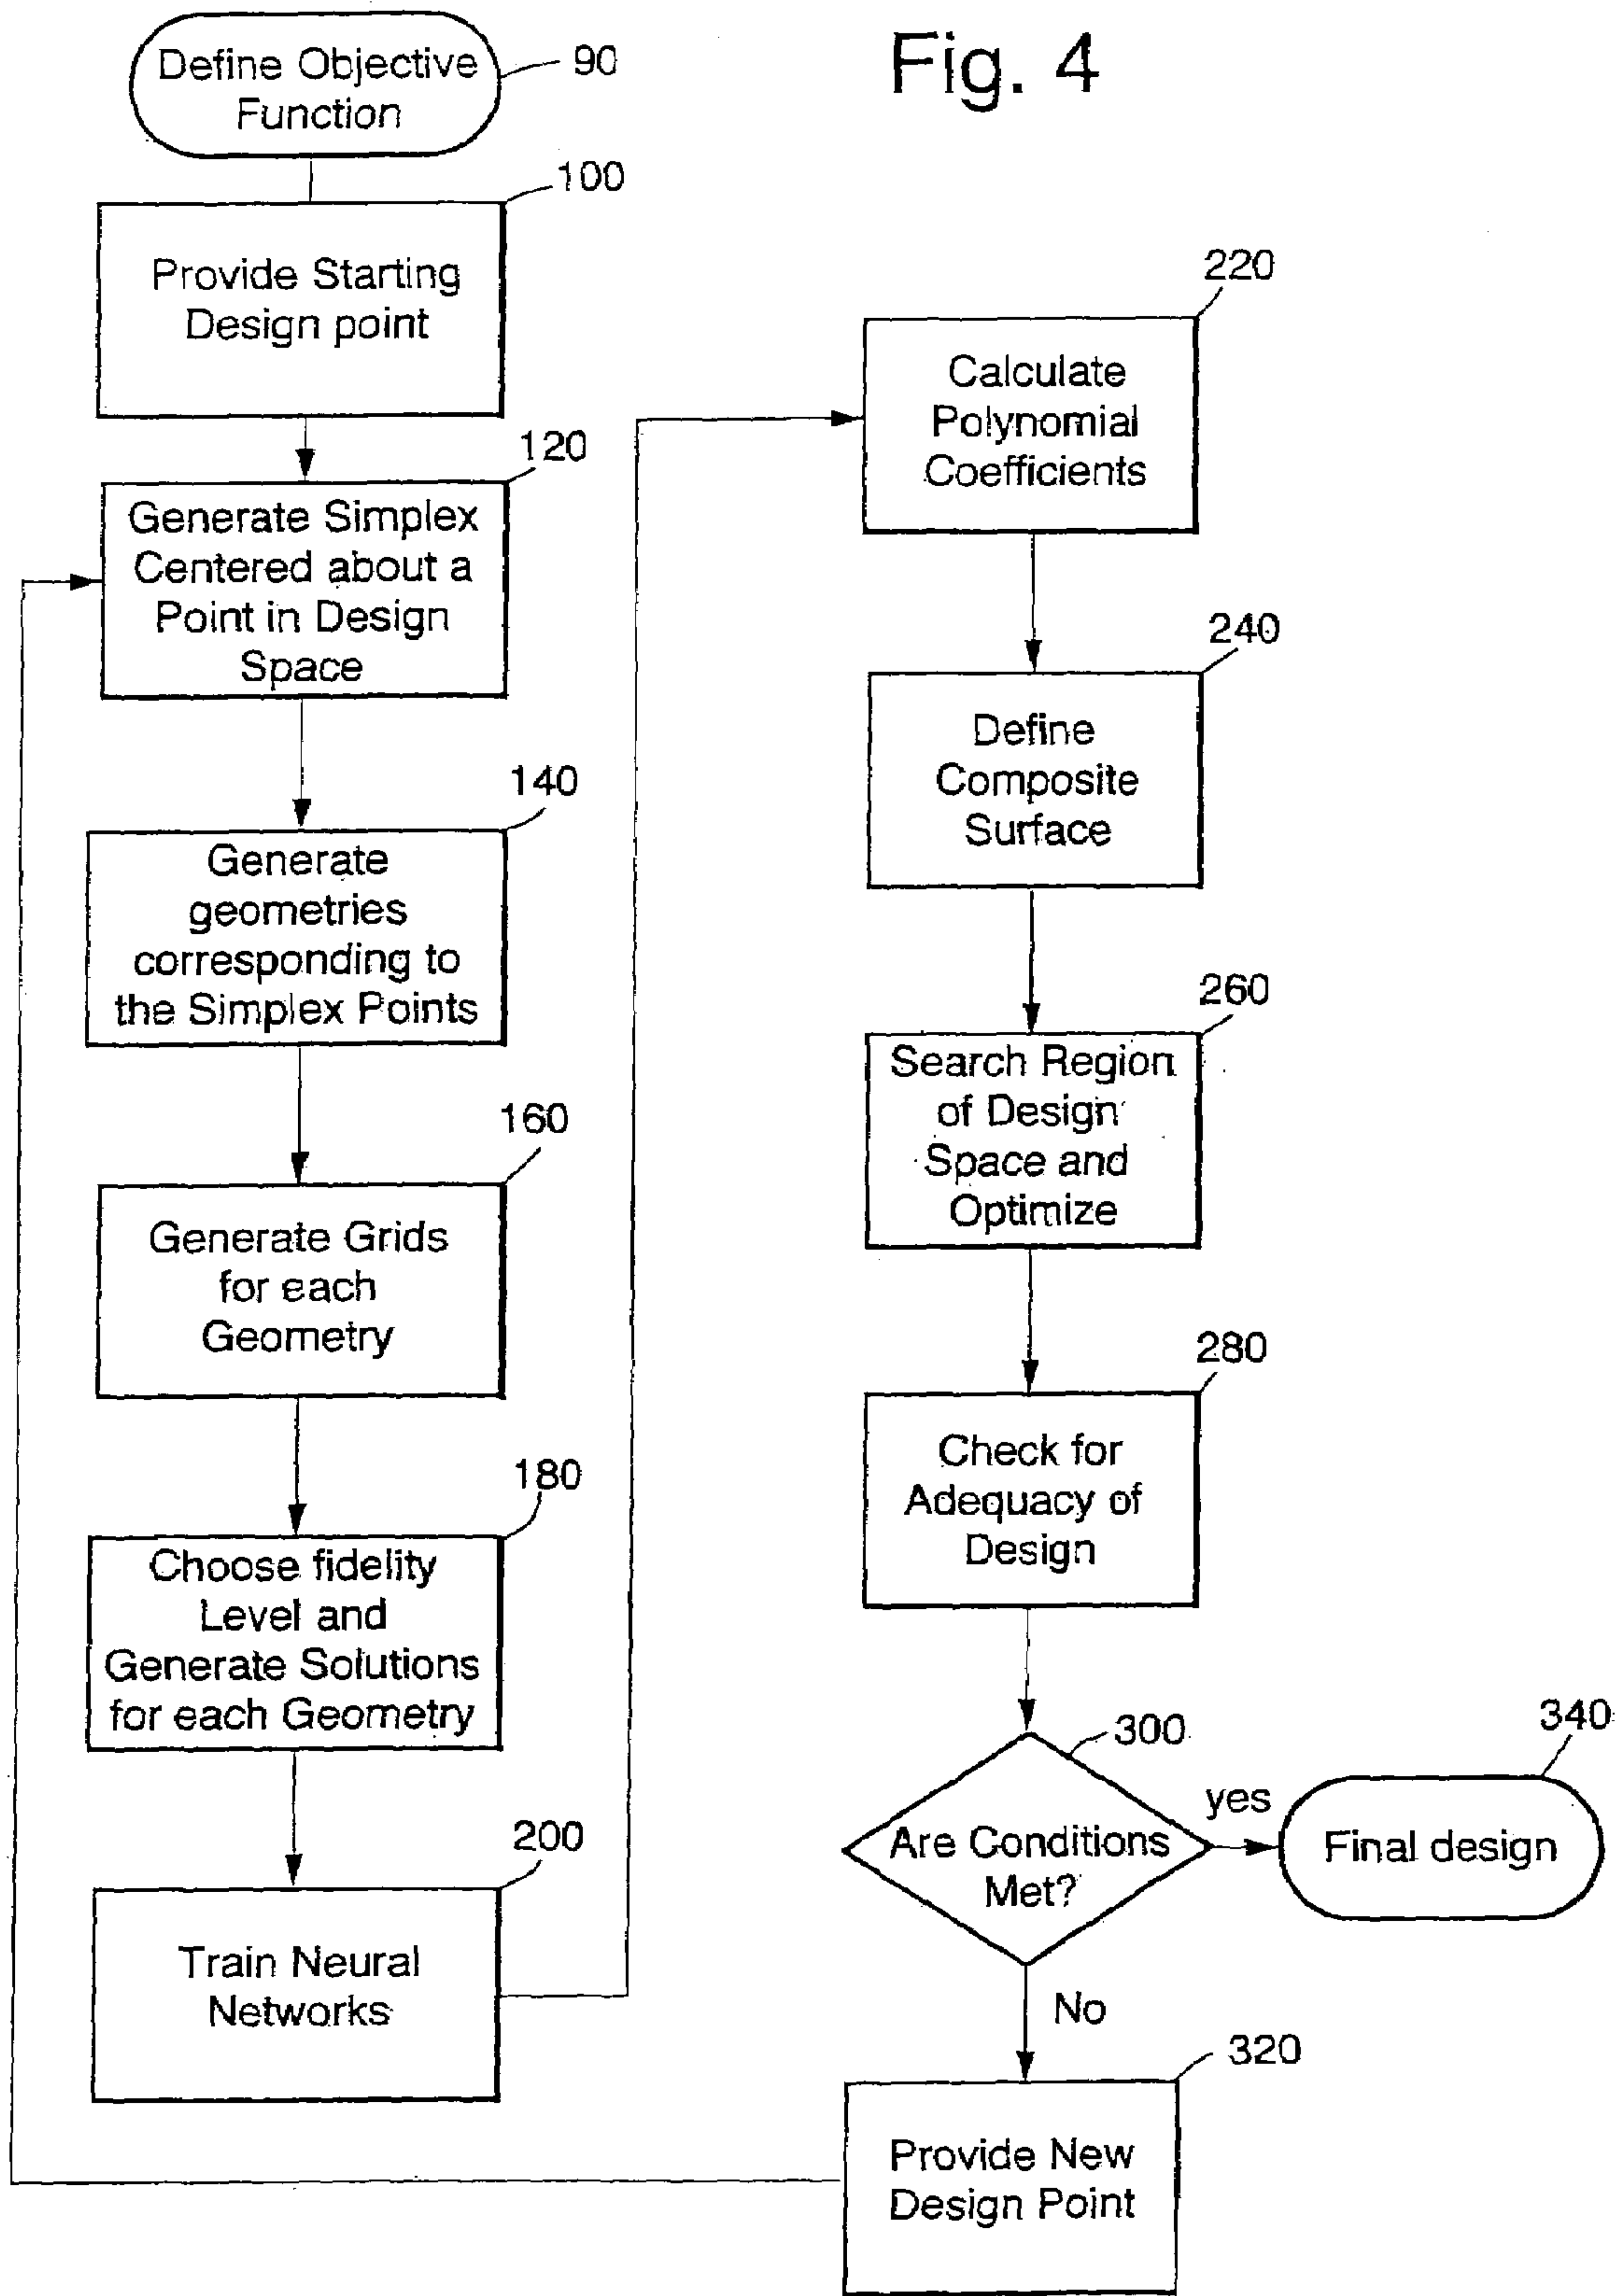 Fig. 4
Define Objective
Function
90
100
Provide Starting
Design point
120
Generate Simplex
Centered about a
Point in Design
Space
140
Generate
geometries
corresponding to
the Simplex Points
160
Generate Grids
for each
Geometry
180
Choose fidelity
Level and
Generate Solutions
for each Geometry
200
Train Neural
Networks
220
Calculate
Polynomial
Coefficients
240
Define
Composite
Surface
260
Search Region
of Design
Space and
Optimize
280
Check for
Adequacy of
Design
300
Are Conditions
Met?
yes
340
Final design
No
320
Provide New
Design Point